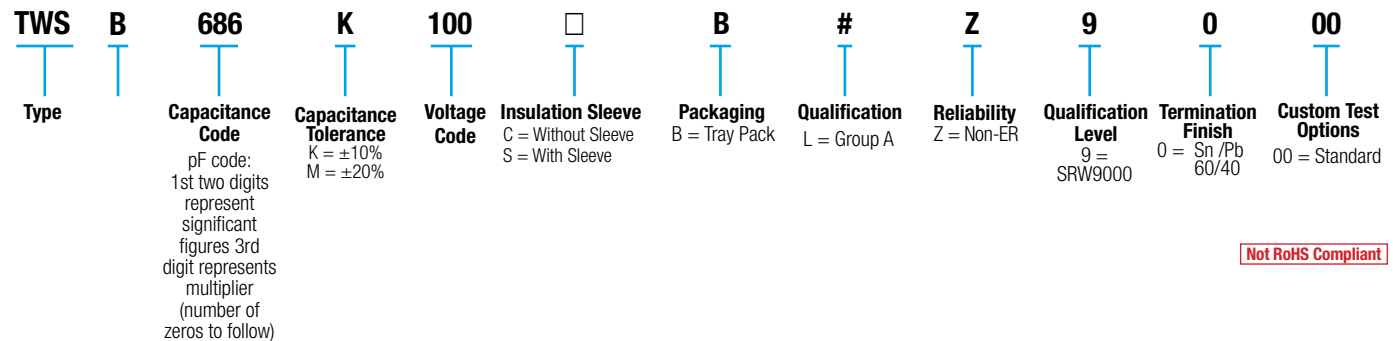 TWS B 686 K 100 □ B # Z 9 0 00
Type
Capacitance
Code
pF code:
1st two digits
represent
significant
figures 3rd
digit represents
multiplier
(number of
zeros to follow)
Capacitance
Tolerance
K = ±10%
M = ±20%
Voltage
Code
Insulation Sleeve
C = Without Sleeve
S = With Sleeve
Packaging
B = Tray Pack
Qualification
L = Group A
Reliability
Z = Non-ER
Qualification
Level
9 =
SRW9000
Termination
Finish
0 = Sn /Pb
60/40
Custom Test
Options
00 = Standard
Not RoHS Compliant